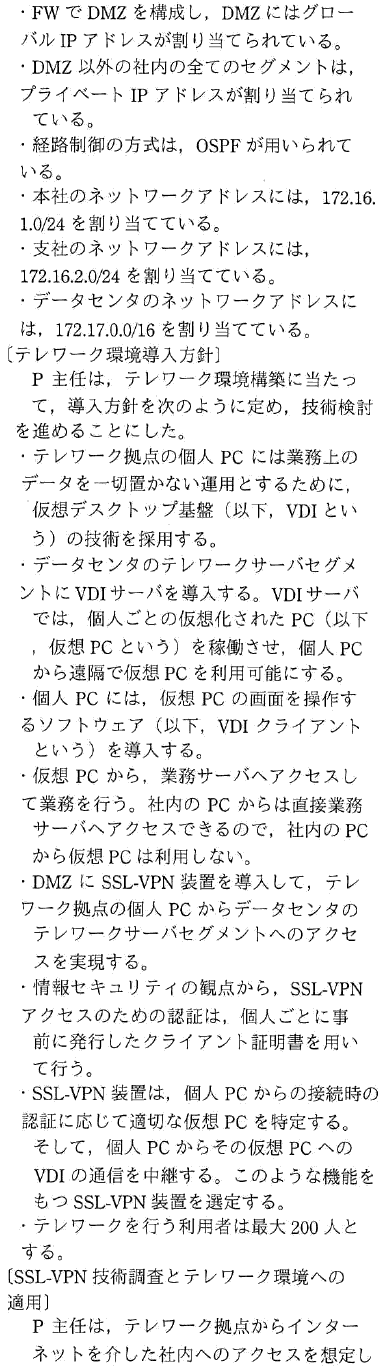 ・FW で DMZ を構成し，DMZ にはグロー
バル IP アドレスが割り当てられている。
・DMZ 以外の社内の全てのセグメントは，
プライベート IP アドレスが割り当てられ
ている。
・経路制御の方式は，OSPF が用いられて
いる。
・本社のネットワークアドレスには，172.16.
1.0/24 を割り当てている。
・支社のネットワークアドレスには，
172.16.2.0/24 を割り当てている。
・データセンタのネットワークアドレスに
は，172.17.0.0/16 を割り当てている。
〔テレワーク環境導入方針〕
P 主任は，テレワーク環境構築に当たっ
て，導入方針を次のように定め，技術検討
を進めることにした。
・テレワーク拠点の個人 PC には業務上の
データを一切置かない運用とするために，
仮想デスクトップ基盤（以下，VDI とい
う）の技術を採用する。
・データセンタのテレワークサーバセグメ
ントに VDI サーバを導入する。VDI サーバ
では，個人ごとの仮想化された PC（以下
，仮想 PC という）を稼働させ，個人 PC
から遠隔で仮想 PC を利用可能にする。
・個人 PC には，仮想 PC の画面を操作す
るソフトウェア（以下，VDI クライアント
という）を導入する。
・仮想 PC から，業務サーバへアクセスし
て業務を行う。社内の PC からは直接業務
サーバへアクセスできるので，社内の PC
から仮想 PC は利用しない。
・DMZ に SSL-VPN 装置を導入して，テレ
ワーク拠点の個人 PC からデータセンタの
テレワークサーバセグメントへのアクセ
スを実現する。
・情報セキュリティの観点から，SSL-VPN
アクセスのための認証は，個人ごとに事
前に発行したクライアント証明書を用い
て行う。
・SSL-VPN 装置は，個人 PC からの接続時の
認証に応じて適切な仮想 PC を特定する。
そして，個人 PC からその仮想 PC への
VDI の通信を中継する。このような機能を
もつ SSL-VPN 装置を選定する。
・テレワークを行う利用者は最大 200 人と
する。
〔SSL-VPN 技術調査とテレワーク環境への
適用〕
P 主任は，テレワーク拠点からインター
ネットを介した社内へのアクセスを想定し